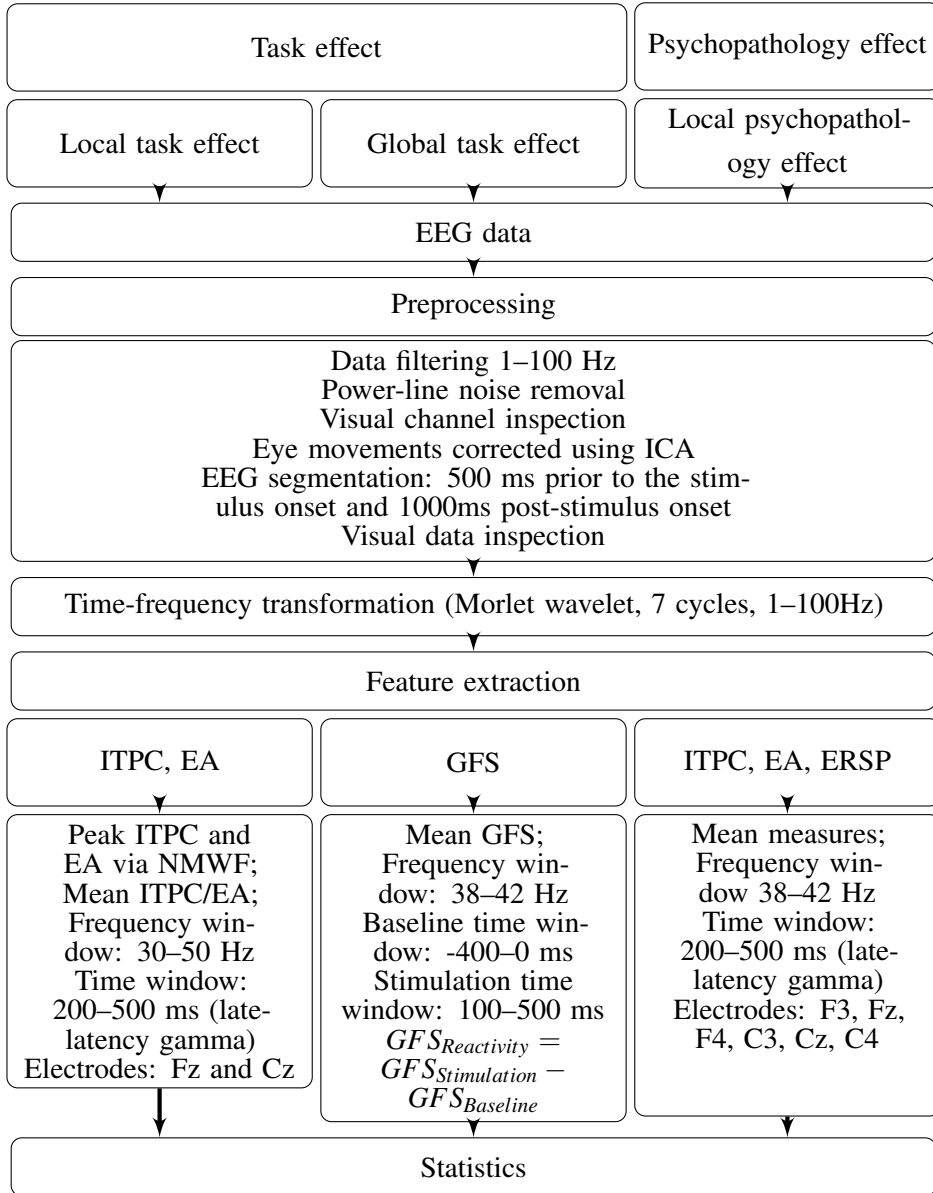 Task effect
Psychopathology effect
Local task effect
Global task effect
Local psychopathol-
ogy effect
EEG data
Preprocessing
Data filtering 1–100 Hz
Power-line noise removal
Visual channel inspection
Eye movements corrected using ICA
EEG segmentation: 500 ms prior to the stim-
ulus onset and 1000ms post-stimulus onset
Visual data inspection
Time-frequency transformation (Morlet wavelet, 7 cycles, 1–100Hz)
Feature extraction
ITPC, EA
GFS
ITPC, EA, ERSP
Peak ITPC and
EA via NMWF;
Mean ITPC/EA;
Frequency win-
dow: 30–50 Hz
Time window:
200–500 ms (late-
latency gamma)
Electrodes: Fz and Cz
Mean GFS;
Frequency win-
dow: 38–42 Hz
Baseline time win-
dow: -400–0 ms
Stimulation time
window: 100–500 ms
GFS_Reactivity =
GFS_Stimulation −
GFS_Baseline
Mean measures;
Frequency win-
dow 38–42 Hz
Time window:
200–500 ms (late-
latency gamma)
Electrodes: F3, Fz,
F4, C3, Cz, C4
Statistics